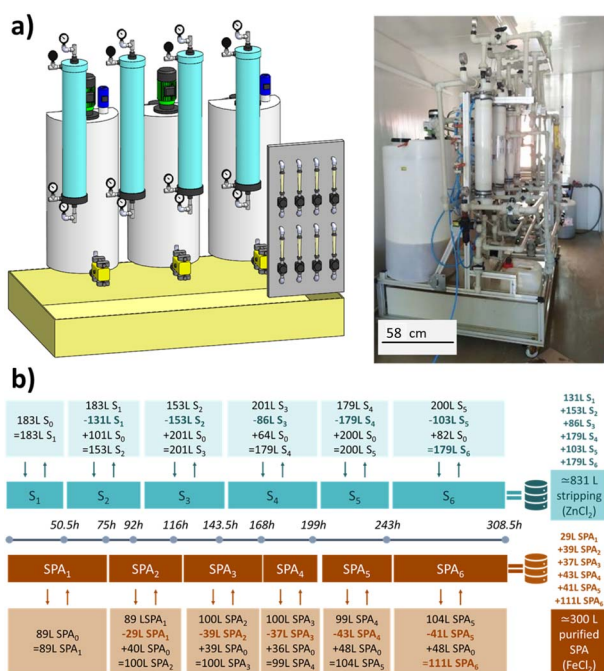 a)
58 cm
b)
183L S₀
=183L S₁
183L S₁
-131L S₁
+101L S₀
=153L S₂
153L S₂
-153L S₂
+201L S₀
=201L S₃
201L S₃
-86L S₃
+64L S₀
=179L S₄
179L S₄
-179L S₄
+200L S₀
=200L S₅
200L S₅
-103L S₅
+82L S₀
=179L S₆
131L S₁
+153L S₂
+86L S₃
+179L S₄
+103L S₅
+179L S₆
S₁
S₂
S₃
S₄
S₅
S₆
≃831 L
stripping
(ZnCl₂)
50.5h 75h 92h 116h 143.5h 168h 199h 243h 308.5h
SPA₁
SPA₂
SPA₃
SPA₄
SPA₅
SPA₆
29L SPA₁
+39L SPA₂
+37L SPA₃
+43L SPA₄
+41L SPA₅
+111L SPA₆
89L SPA₀
=89L SPA₁
89 LSPA₁
-29L SPA₁
+40L SPA₀
=100L SPA₂
100L SPA₂
-39L SPA₂
+39L SPA₀
=100L SPA₃
100L SPA₃
-37L SPA₃
+36L SPA₀
=99L SPA₄
99L SPA₄
-43L SPA₄
+48L SPA₀
=104L SPA₅
104L SPA₅
-41L SPA₅
+48L SPA₀
=111L SPA₆
≃300 L
purified
SPA
(FeCl₂)